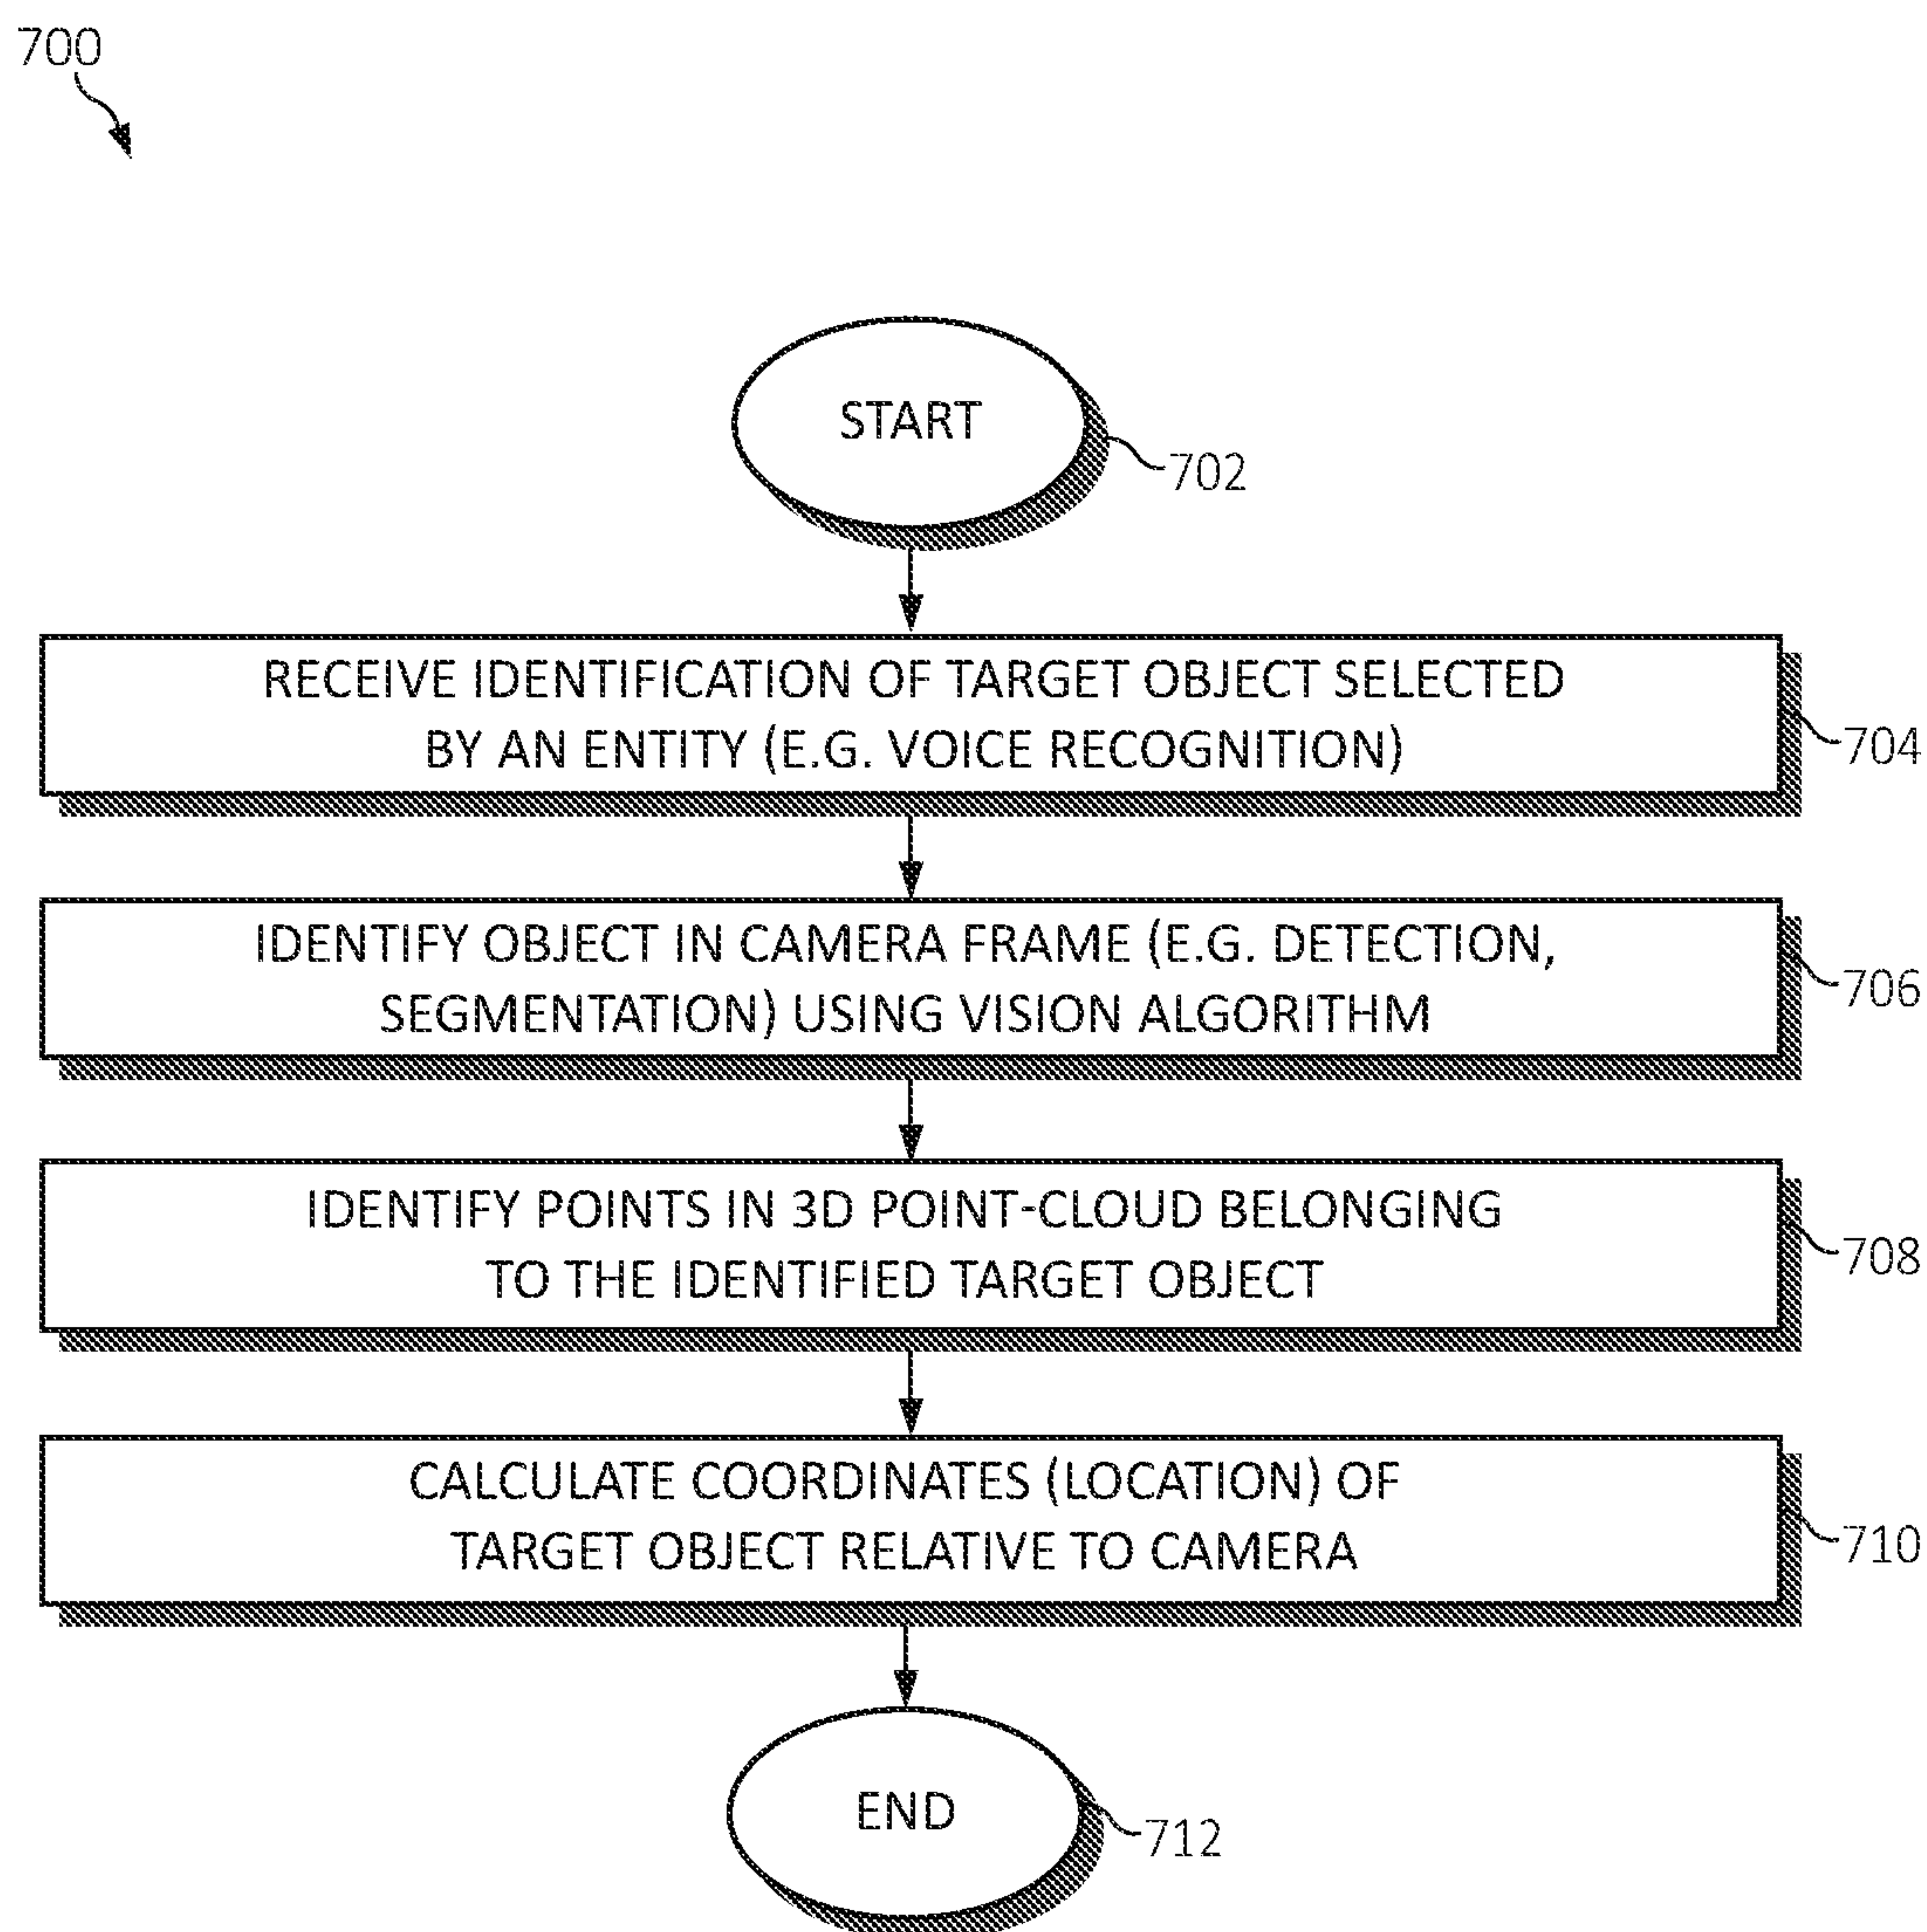 700
START
702
RECEIVE IDENTIFICATION OF TARGET OBJECT SELECTED
BY AN ENTITY (E.G. VOICE RECOGNITION)
704
IDENTIFY OBJECT IN CAMERA FRAME (E.G. DETECTION,
SEGMENTATION) USING VISION ALGORITHM
706
IDENTIFY POINTS IN 3D POINT-CLOUD BELONGING
TO THE IDENTIFIED TARGET OBJECT
708
CALCULATE COORDINATES (LOCATION) OF
TARGET OBJECT RELATIVE TO CAMERA
710
END
712